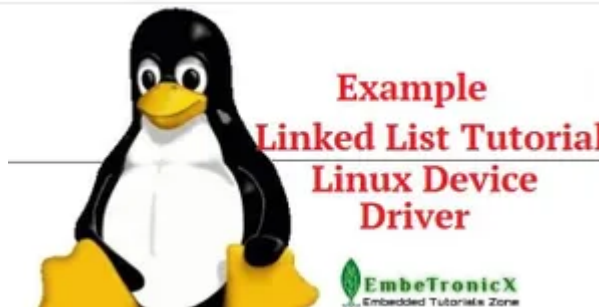 Example
Linked List Tutorial
Linux Device
Driver
EmbeTronicX
Embedded Tutorials Zone